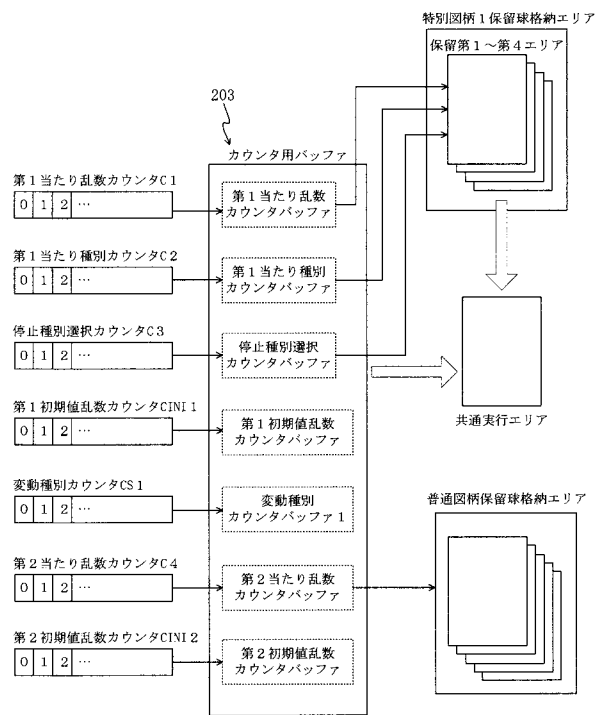 特別図柄1保留球格納エリア
保留第1～第4エリア
203
カウンタ用バッファ
第1当たり乱数カウンタC1
0 1 2 …
第1当たり乱数
カウンタバッファ
第1当たり種別カウンタC2
0 1 2 …
第1当たり種別
カウンタバッファ
停止種別選択カウンタC3
0 1 2 …
停止種別選択
カウンタバッファ
共通実行エリア
第1初期値乱数カウンタCINI1
0 1 2 …
第1初期値乱数
カウンタバッファ
変動種別カウンタCS1
0 1 2 …
変動種別
カウンタバッファ1
普通図柄保留球格納エリア
第2当たり乱数カウンタC4
0 1 2 …
第2当たり乱数
カウンタバッファ
第2初期値乱数カウンタCINI2
0 1 2 …
第2初期値乱数
カウンタバッファ